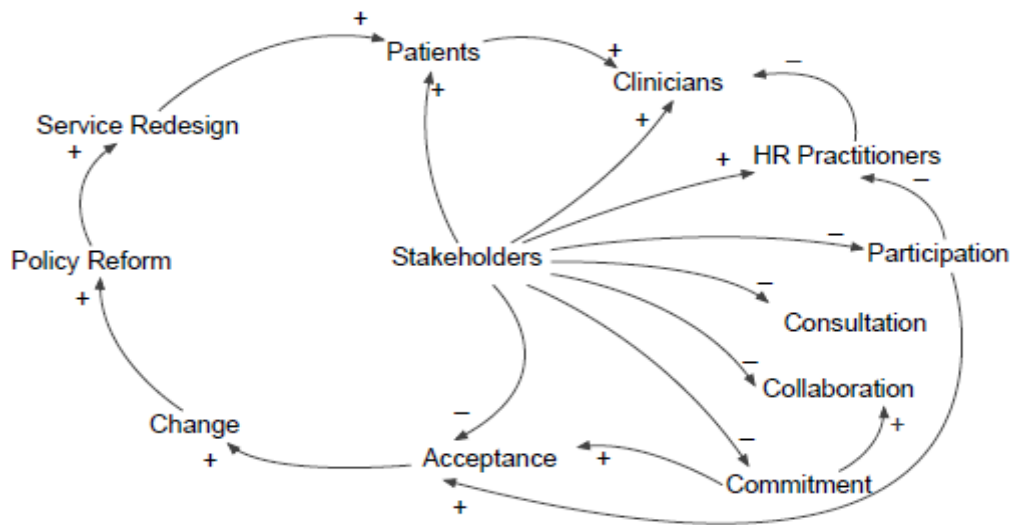 +
Patients
+
+
Clinicians
−
+
+
Service Redesign
+
+
HR Practitioners
−
Stakeholders
−
Participation
Policy Reform
+
−
Consultation
−
Collaboration
+
Change
+
−
Acceptance
+
−
Commitment
+